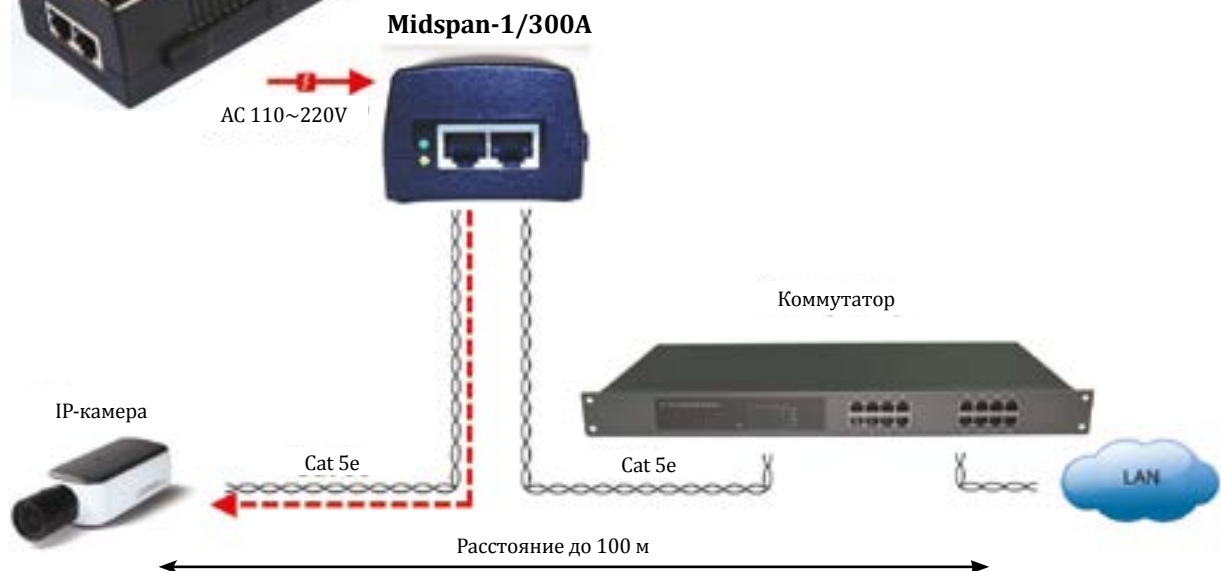 Midspan-1/300A
AC 110~220V
Коммутатор
IP-камера
Cat 5e
Cat 5e
LAN
Расстояние до 100 м